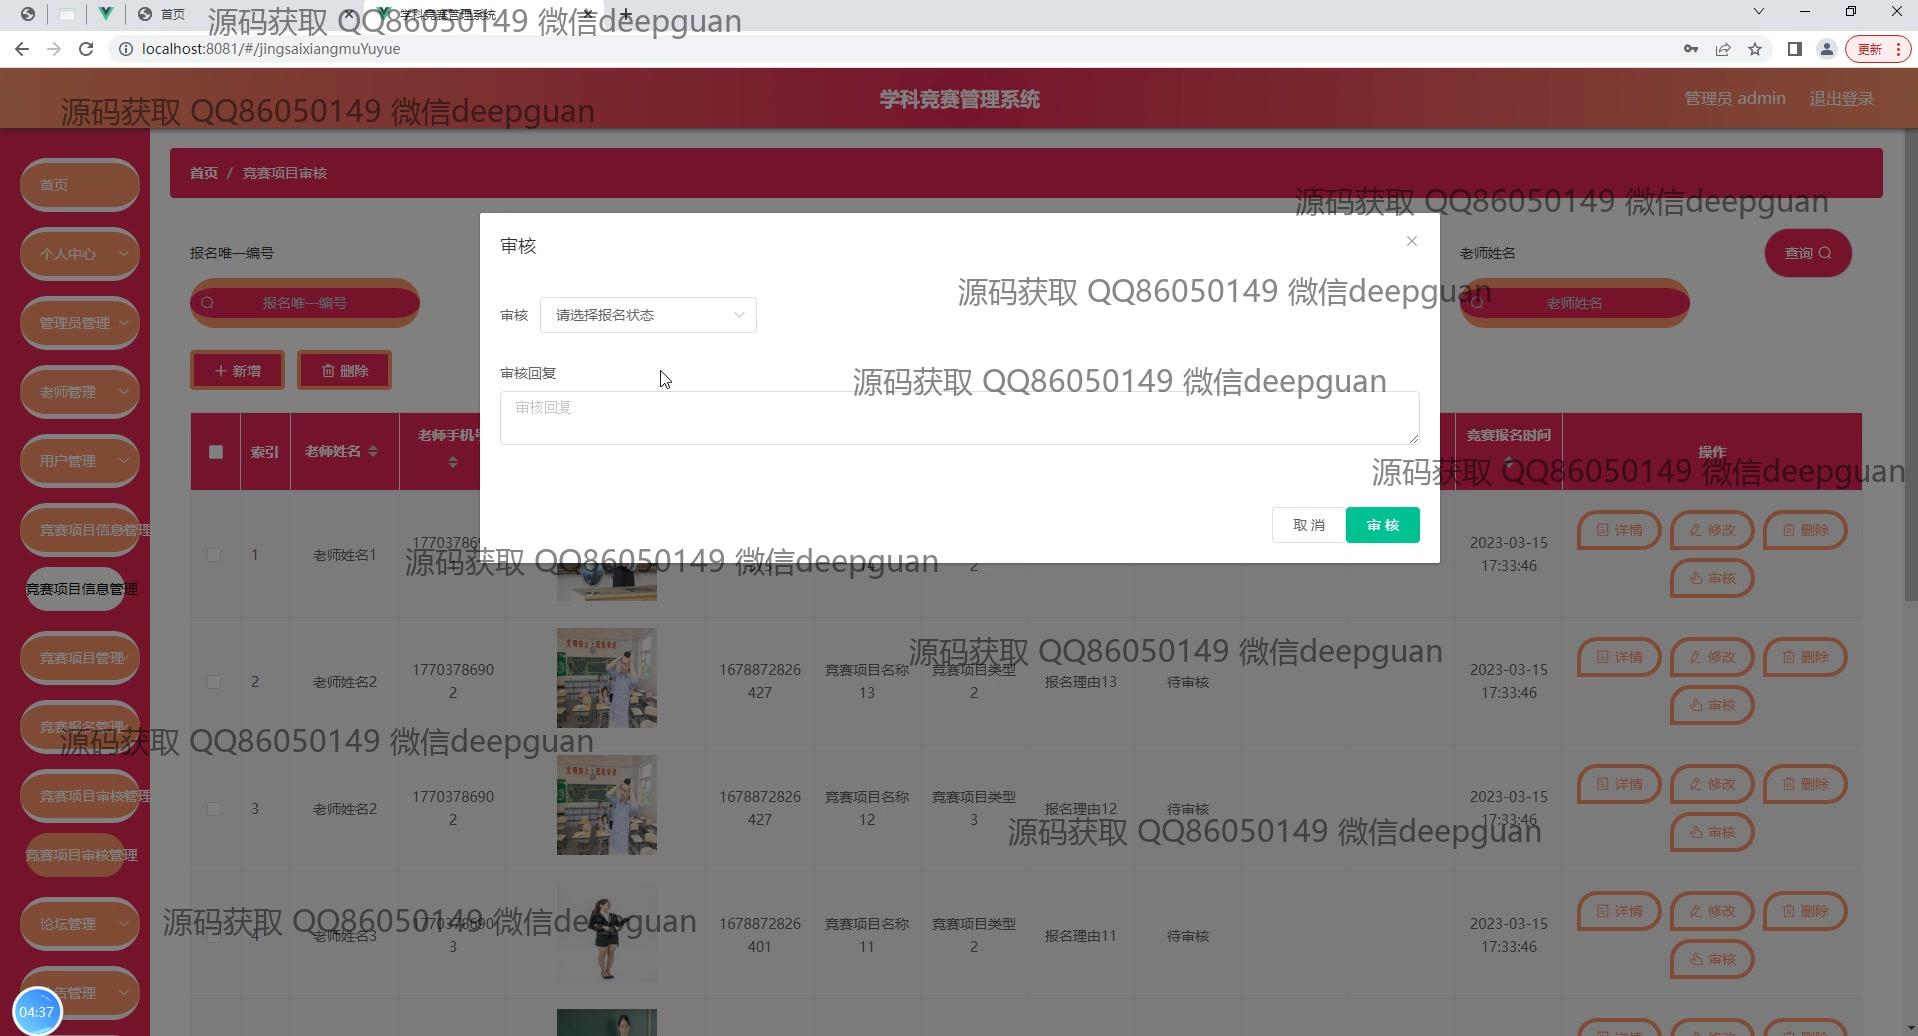 首页
学科竞赛管理系统
localhost:8081/#/jingsaixiangmuYuyue
更新
源码获取 QQ86050149 微信deepguan
学科竞赛管理系统
管理员 admin
退出登录
源码获取 QQ86050149 微信deepguan
首页 / 竞赛项目审核
源码获取 QQ86050149 微信deepguan
首页
个人中心
管理员管理
老师管理
用户管理
竞赛项目信息管理
竞赛项目信息管理
竞赛项目管理
竞赛报名管理
竞赛项目审核管理
竞赛项目审核管理
论坛管理
告管理
04:37
报名唯一编号
报名唯一编号
老师姓名
老师姓名
查询
新增
删除
审核
源码获取 QQ86050149 微信deepguan
审核 请选择报名状态
审核回复
源码获取 QQ86050149 微信deepguan
审核回复
取消
审核
索引 老师姓名 老师手机号 竞赛报名时间 操作
源码获取 QQ86050149 微信deepguan
1 老师姓名1 2023-03-15 17:33:46 详情 修改 删除
审核
源码获取 QQ86050149 微信deepguan
2 老师姓名2 17703786902 1678872826427 竞赛项目名称13 竞赛项目类型2 报名理由13 待审核 2023-03-15 17:33:46 详情 修改 删除
审核
源码获取 QQ86050149 微信deepguan
源码获取 QQ86050149 微信deepguan
3 老师姓名2 17703786902 1678872826427 竞赛项目名称12 竞赛项目类型3 报名理由12 待审核 2023-03-15 17:33:46 详情 修改 删除
审核
源码获取 QQ86050149 微信deepguan
4 老师姓名3 17703786903 1678872826401 竞赛项目名称11 竞赛项目类型2 报名理由11 待审核 2023-03-15 17:33:46 详情 修改 删除
审核
源码获取 QQ86050149 微信deepguan